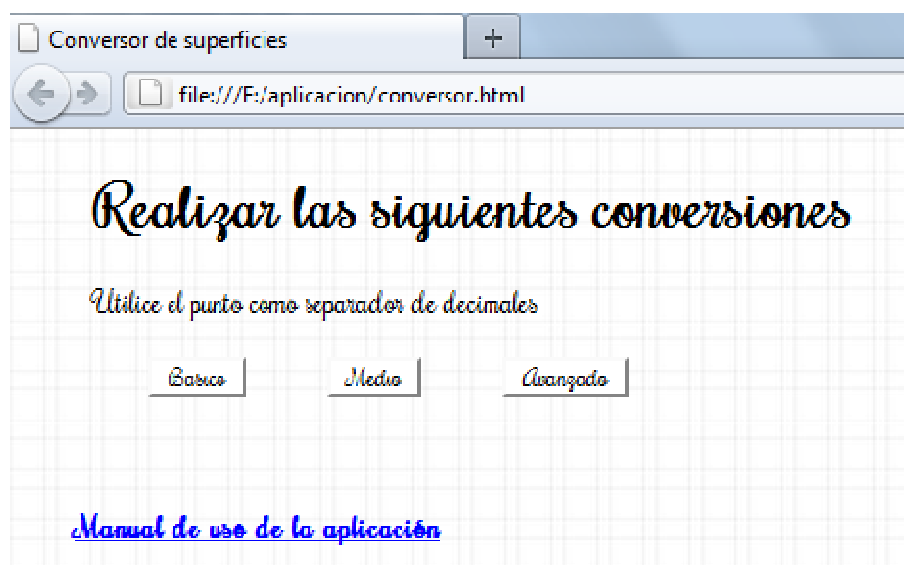 Conversor de superficies
file:///F:/aplicacion/conversor.html
Realizar las siguientes conversiones
Utilice el punto como separador de decimales
Basico Medio Avanzado
Manual de uso de la aplicación